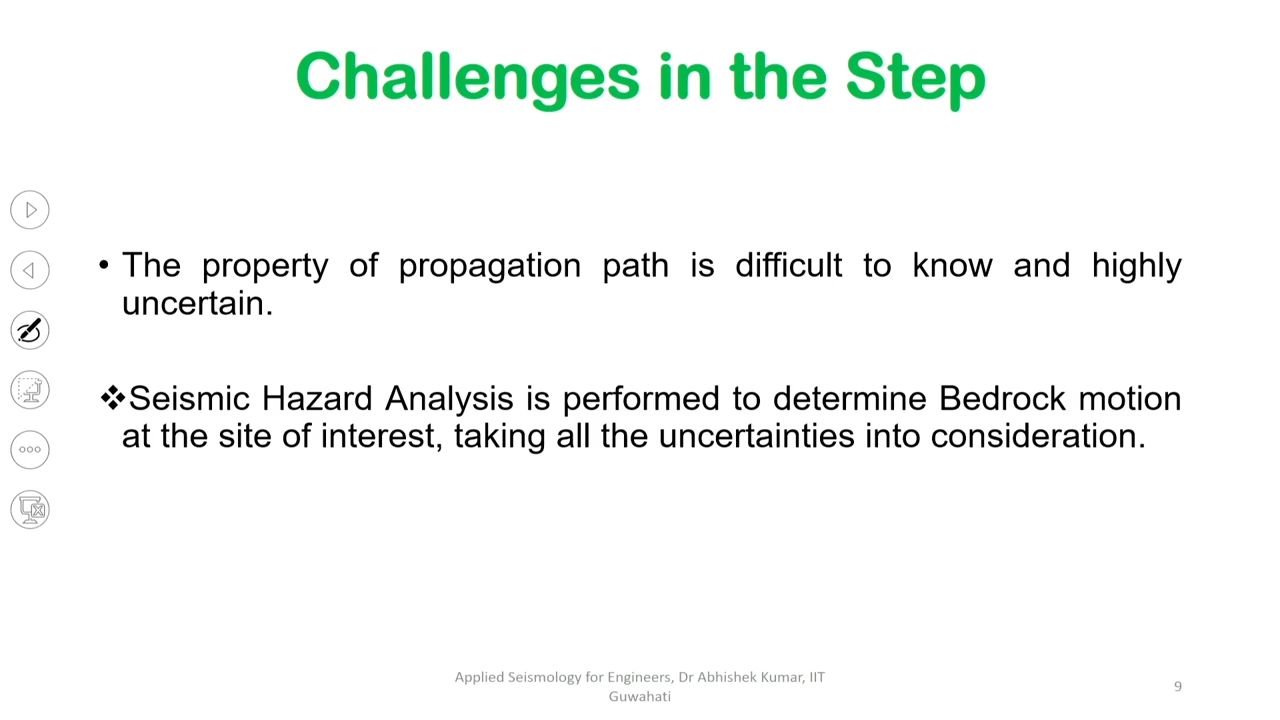 Challenges in the Step
• The property of propagation path is difficult to know and highly
uncertain.
❖Seismic Hazard Analysis is performed to determine Bedrock motion
at the site of interest, taking all the uncertainties into consideration.
Applied Seismology for Engineers, Dr Abhishek Kumar, IIT
Guwahati
9